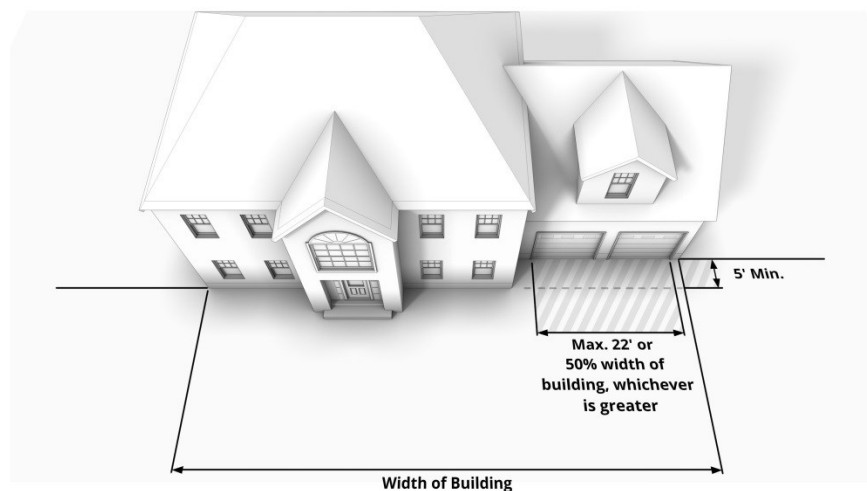 5' Min.
Max. 22' or
50% width of
building, whichever
is greater
Width of Building